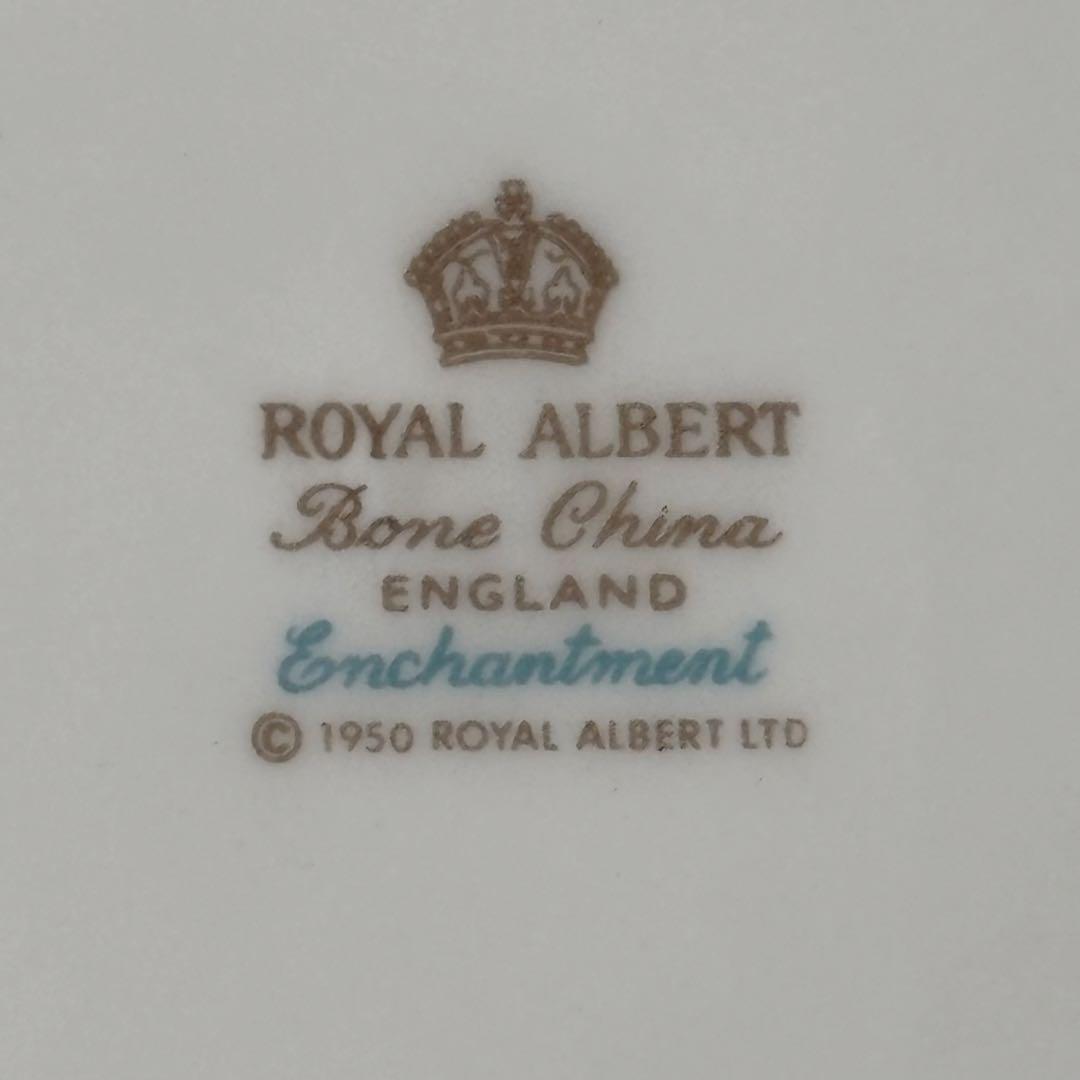 ROYAL ALBERT
Bone China
ENGLAND
Enchantment
© 1950 ROYAL ALBERT LTD